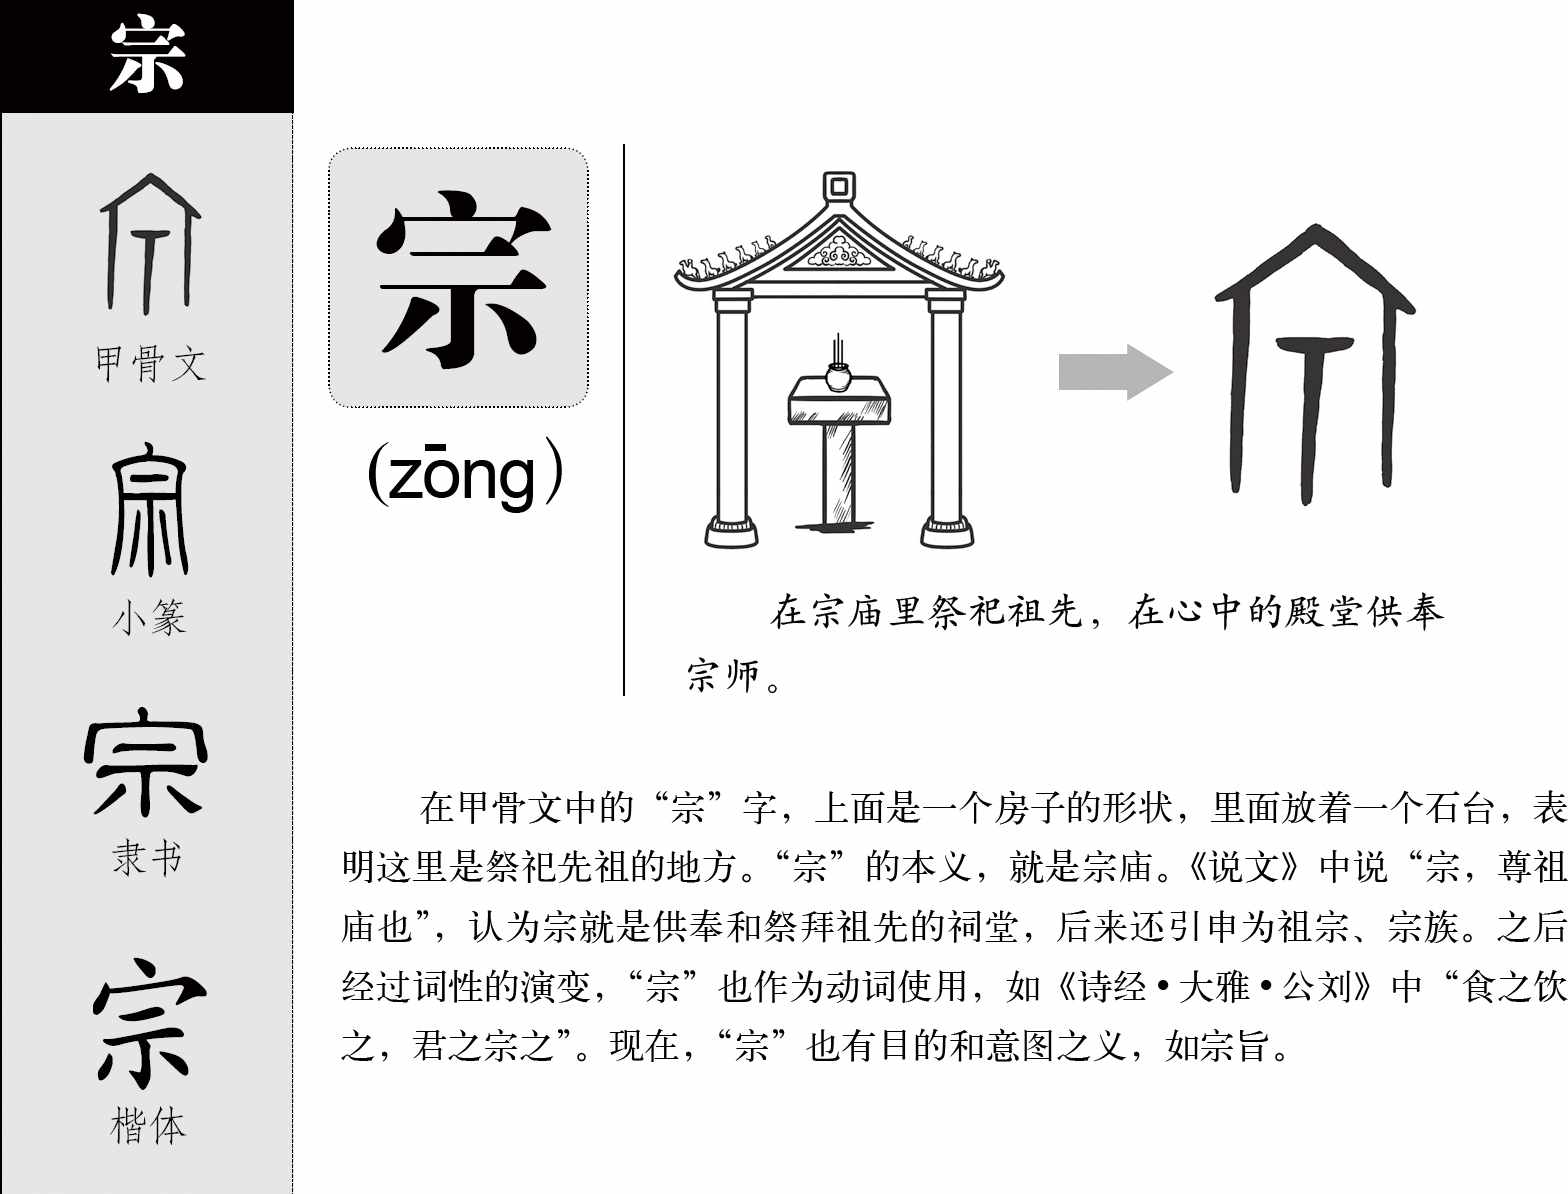 宗
甲骨文
小篆
隶书
楷体
宗
(zōng)
在宗庙里祭祀祖先，在心中的殿堂供奉
宗师。
在甲骨文中的“宗”字，上面是一个房子的形状，里面放着一个石台，表
明这里是祭祀先祖的地方。“宗”的本义，就是宗庙。《说文》中说“宗，尊祖
庙也”，认为宗就是供奉和祭拜祖先的祠堂，后来还引申为祖宗、宗族。之后
经过词性的演变，“宗”也作为动词使用，如《诗经·大雅·公刘》中“食之饮
之，君之宗之”。现在，“宗”也有目的和意图之义，如宗旨。